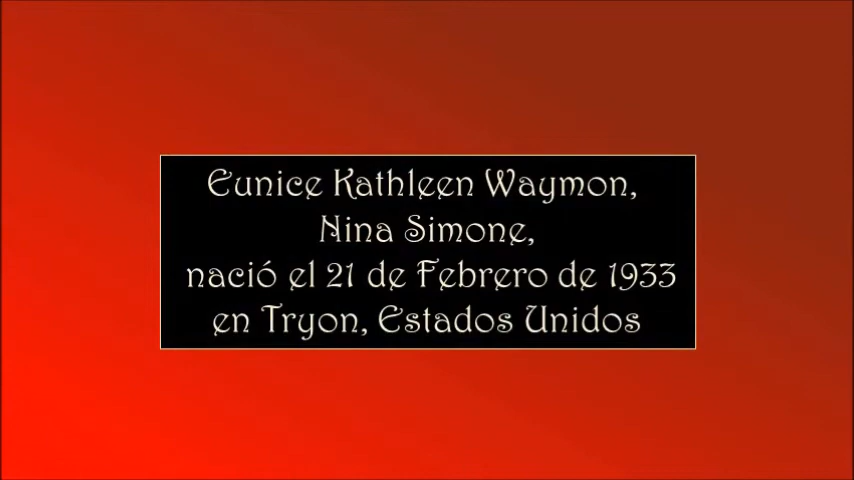 Eunice Kathleen Waymon,
Nina Simone,
nació el 21 de Febrero de 1933
en Tryon, Estados Unidos